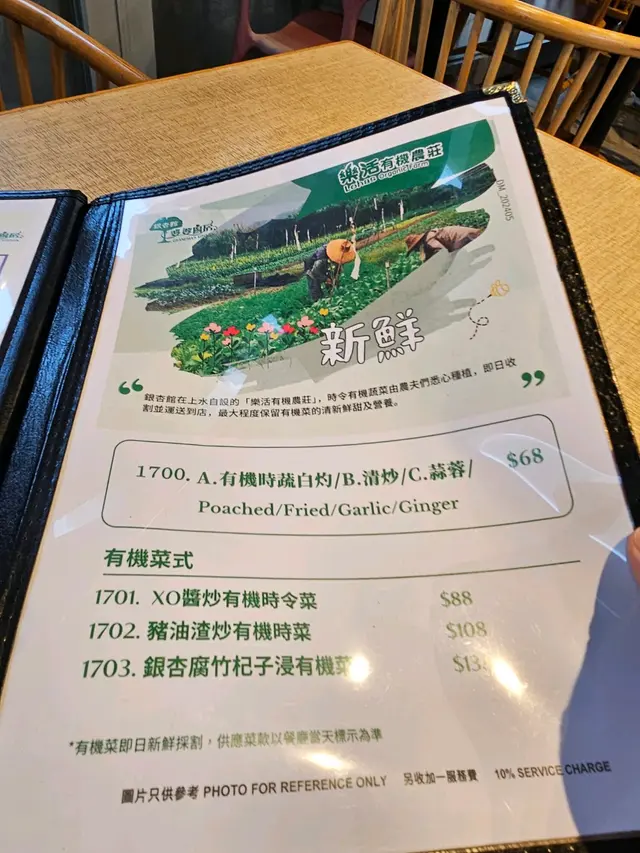 樂活有機農莊
Lohas Organic Farm
DM_202405
銀杏館
新鮮
“
銀杏館在上水自設的「樂活有機農莊」，時令有機蔬菜由農夫們悉心種植，即日收
割並運送到店，最大程度保留有機菜的清新鮮甜及營養。
”
1700. A.有機時蔬白灼/B.清炒/C.蒜蓉/ $68
Poached/Fried/Garlic/Ginger
有機菜式
1701. XO醬炒有機時令菜 $88
1702. 豬油渣炒有機時菜 $108
1703. 銀杏腐竹杞子浸有機菜
*有機菜即日新鮮採割，供應菜款以餐廳當天標示為準
圖片只供參考 PHOTO FOR REFERENCE ONLY 另收加一服務費 10% SERVICE CHARGE